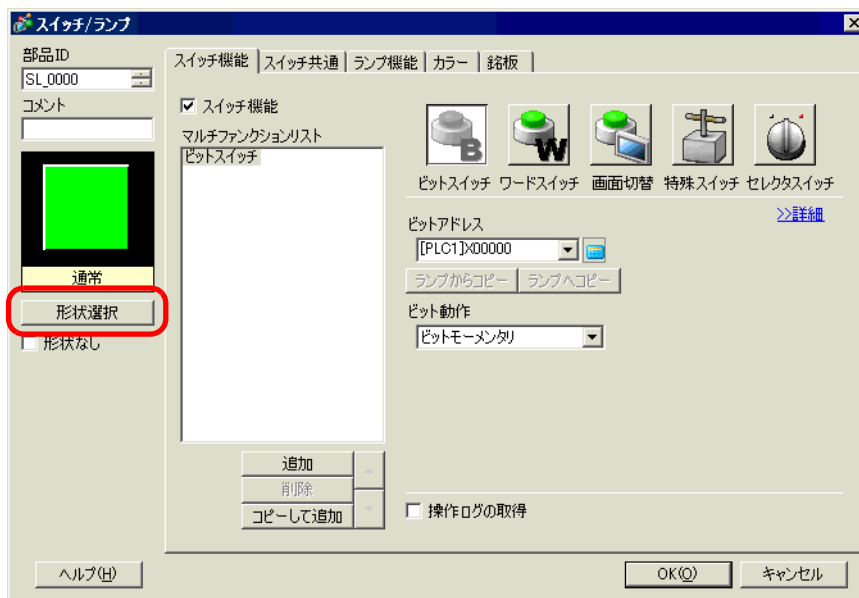 スイッチ/ランプ
部品ID
SL_0000
コメント
通常
形状選択
形状なし
スイッチ機能
スイッチ共通
ランプ機能
カラー
銘板
スイッチ機能
マルチファンクションリスト
ビットスイッチ
追加
削除
コピーして追加
B
W
ビットスイッチ
ワードスイッチ
画面切替
特殊スイッチ
セレクタスイッチ
>>詳細
ビットアドレス
[PLC1]X00000
ランプからコピー
ランプへコピー
ビット動作
ビットモーメンタリ
操作ログの取得
ヘルプ(H)
OK(O)
キャンセル